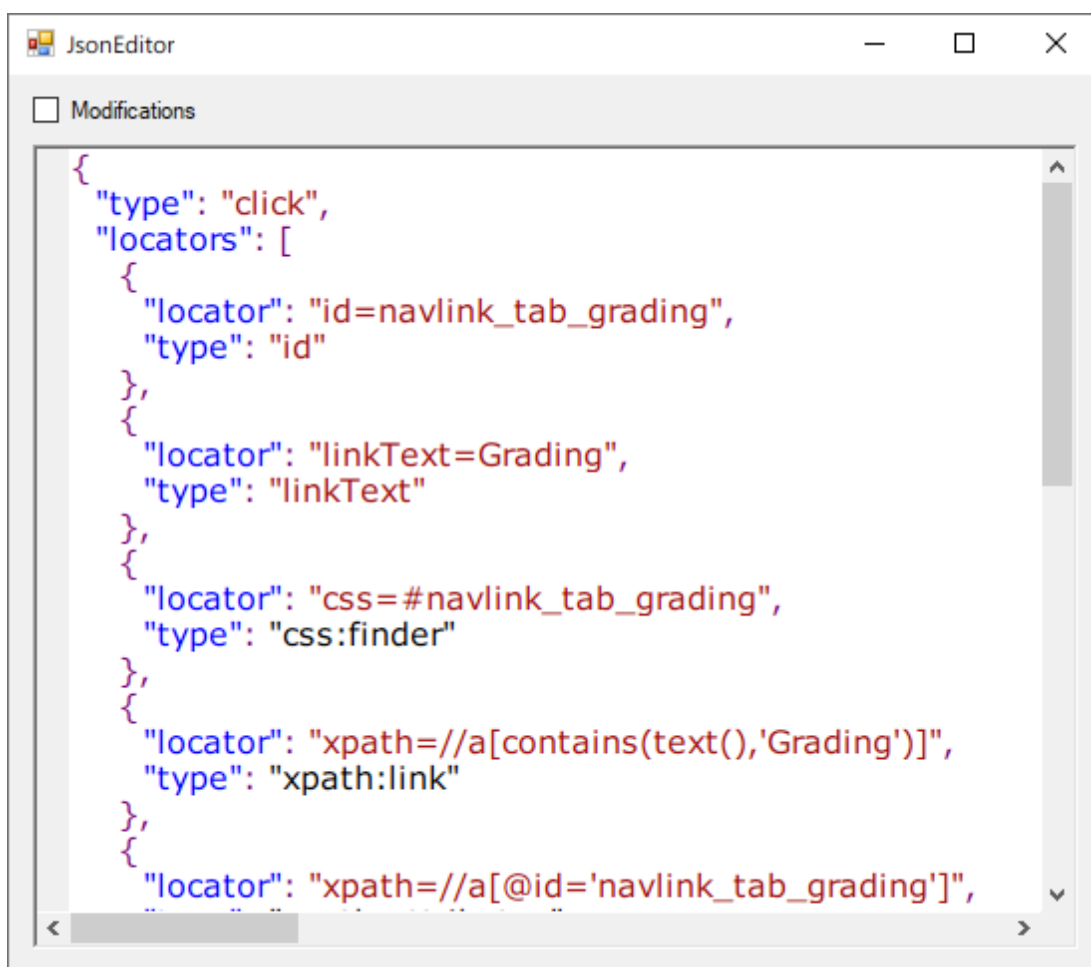 JsonEditor
Modifications
{
"type": "click",
"locators": [
{
"locator": "id=navlink_tab_grading",
"type": "id"
},
{
"locator": "linkText=Grading",
"type": "linkText"
},
{
"locator": "css=#navlink_tab_grading",
"type": "css:finder"
},
{
"locator": "xpath=//a[contains(text(),'Grading')]",
"type": "xpath:link"
},
{
"locator": "xpath=//a[@id='navlink_tab_grading']",